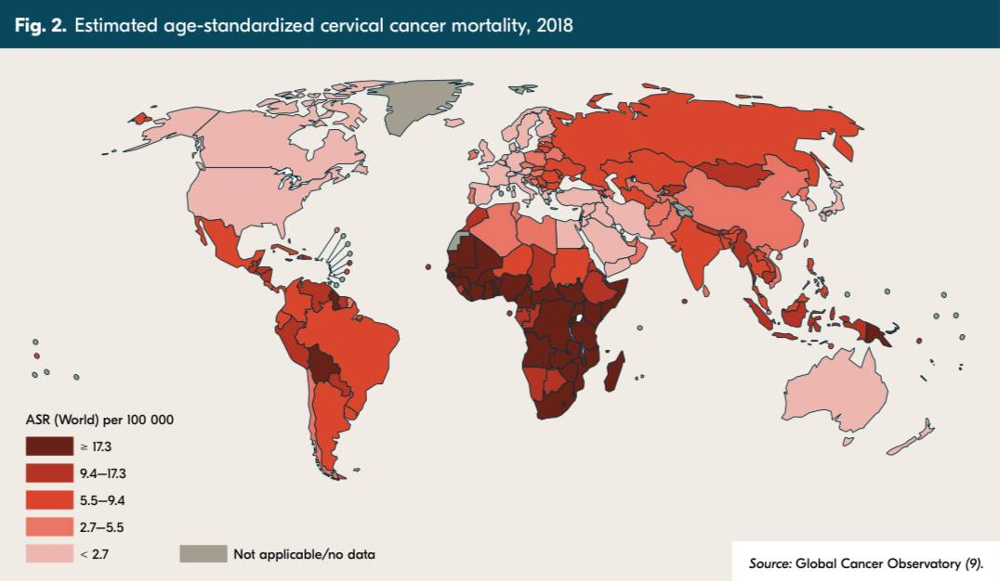 Fig. 2. Estimated age-standardized cervical cancer mortality, 2018
ASR (World) per 100 000
≥ 17.3
9.4–17.3
5.5–9.4
2.7–5.5
< 2.7
Not applicable/no data
Source: Global Cancer Observatory (9).